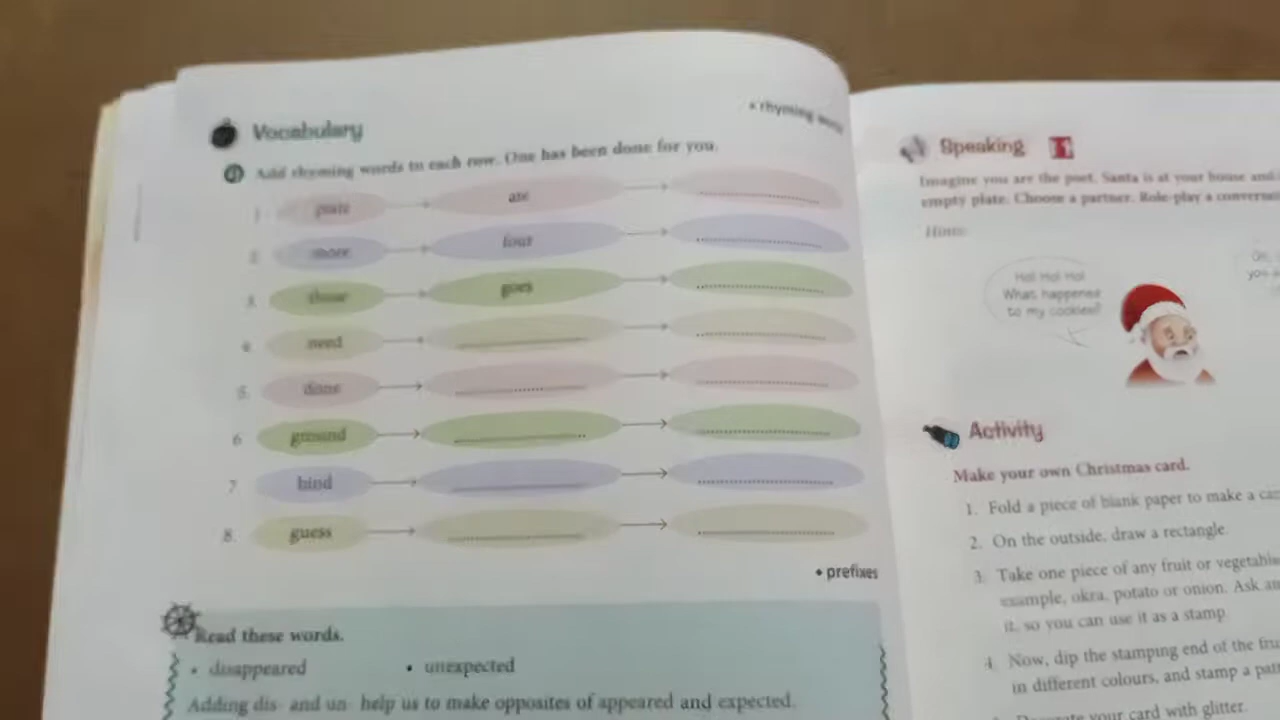 Vocabulary
• rhyming words
Add rhyming words to each row. One has been done for you.
1. plate ate
2. more four
3. those goes
4. need
5. done
6. ground
7. hind
8. guess
• prefixes
Read these words.
• disappeared • unexpected
Adding dis and un help us to make opposites of appeared and expected.
Speaking
Imagine you are the poet. Santa is at your house and
empty plate. Choose a partner. Role-play a
Hints:
Ho! Ho! Ho!
What happened
to my cookies?
you
Activity
Make your own Christmas card.
1. Fold a piece of blank paper to make a
2. On the outside, draw a rectangle.
3. Take one piece of any fruit or
example, okra, potato or onion. Ask
it, so you can use it as a stamp.
4. Now, dip the stamping end of the
in different colours, and stamp a
your card with glitter.